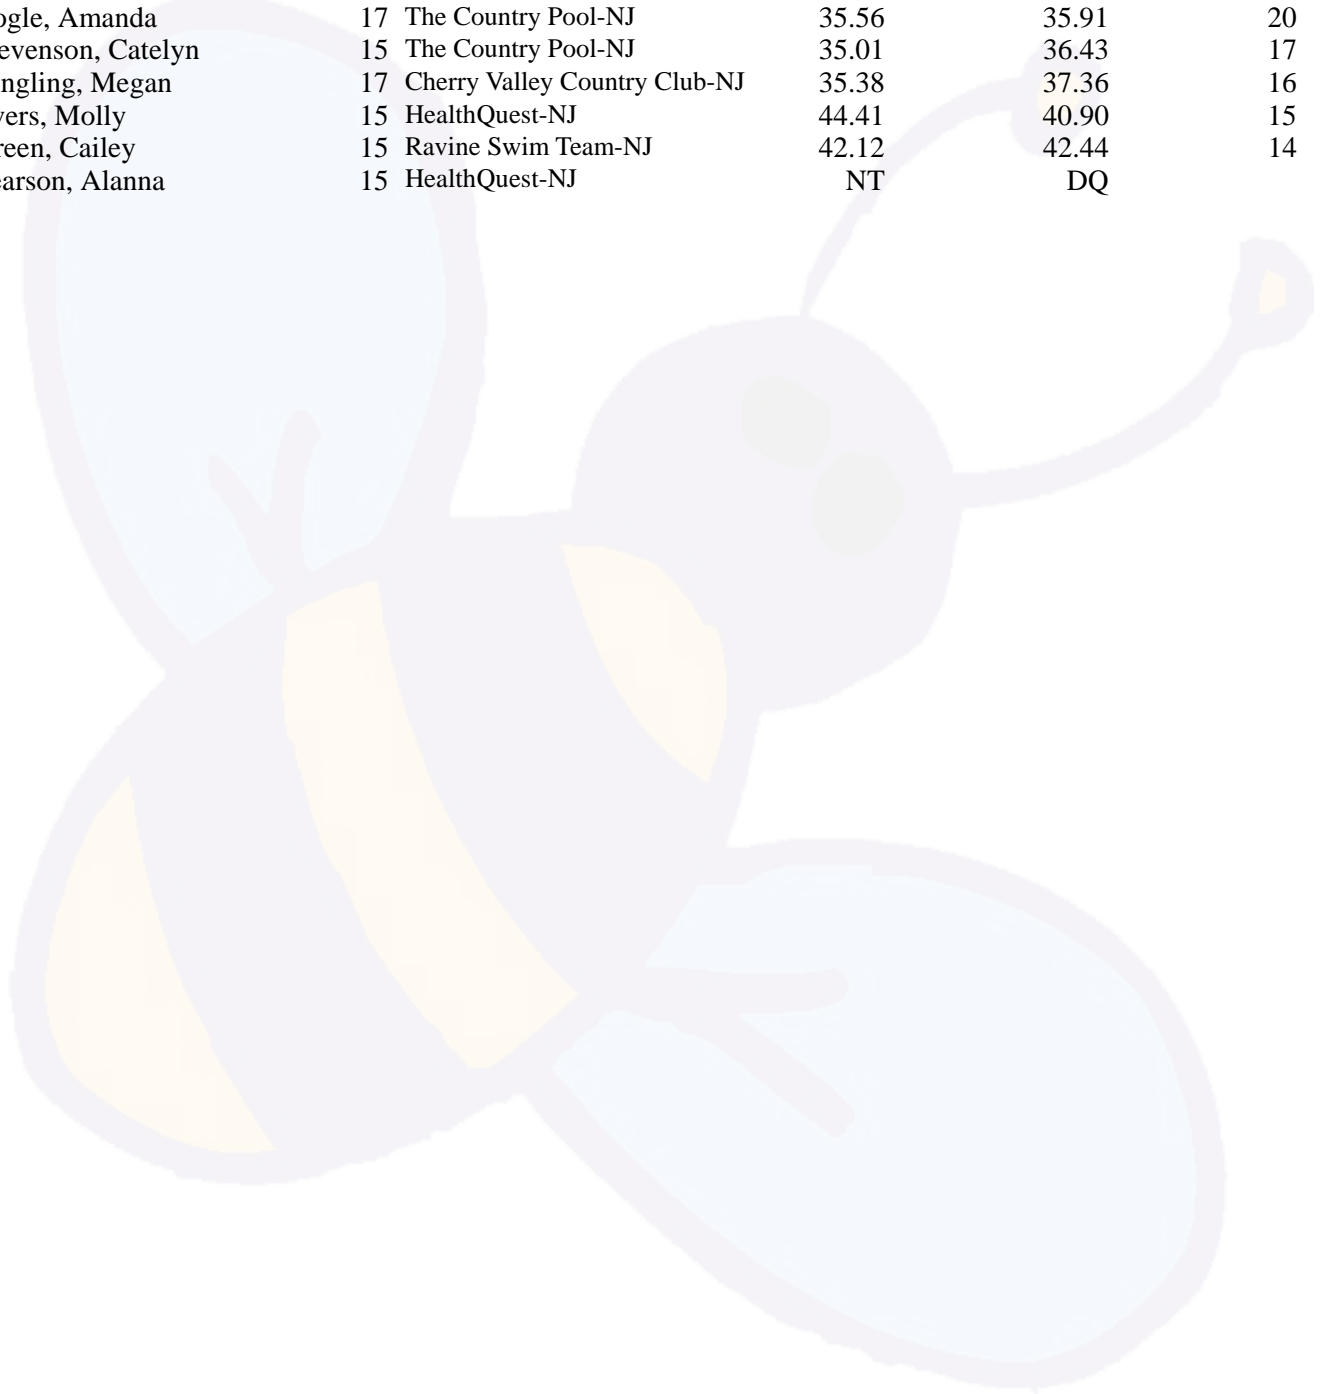 ogle, Amanda 17 The Country Pool-NJ 35.56 35.91 20
evenson, Catelyn 15 The Country Pool-NJ 35.01 36.43 17
ngling, Megan 17 Cherry Valley Country Club-NJ 35.38 37.36 16
yers, Molly 15 HealthQuest-NJ 44.41 40.90 15
reen, Cailey 15 Ravine Swim Team-NJ 42.12 42.44 14
earson, Alanna 15 HealthQuest-NJ NT DQ